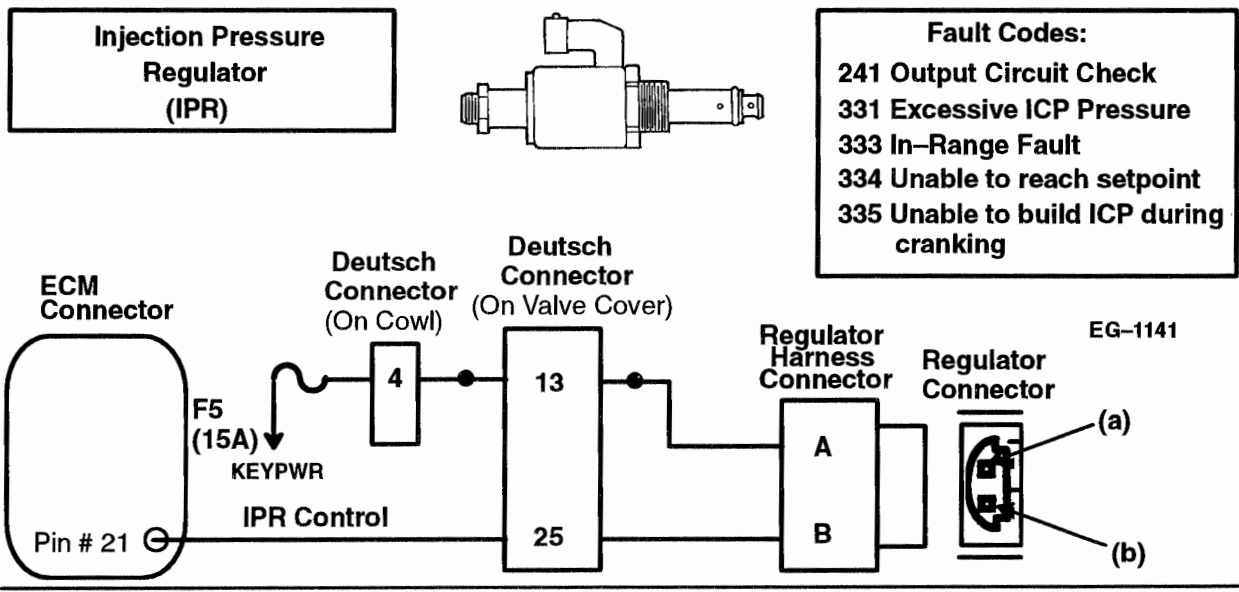 Injection Pressure
Regulator
(IPR)
Fault Codes:
241 Output Circuit Check
331 Excessive ICP Pressure
333 In–Range Fault
334 Unable to reach setpoint
335 Unable to build ICP during
cranking
ECM
Connector
Deutsch
Connector
(On Cowl)
Deutsch
Connector
(On Valve Cover)
Regulator
Harness
Connector
Regulator
Connector
EG–1141
F5
(15A)
KEYPWR
4
13
A
(a)
IPR Control
Pin # 21
25
B
(b)